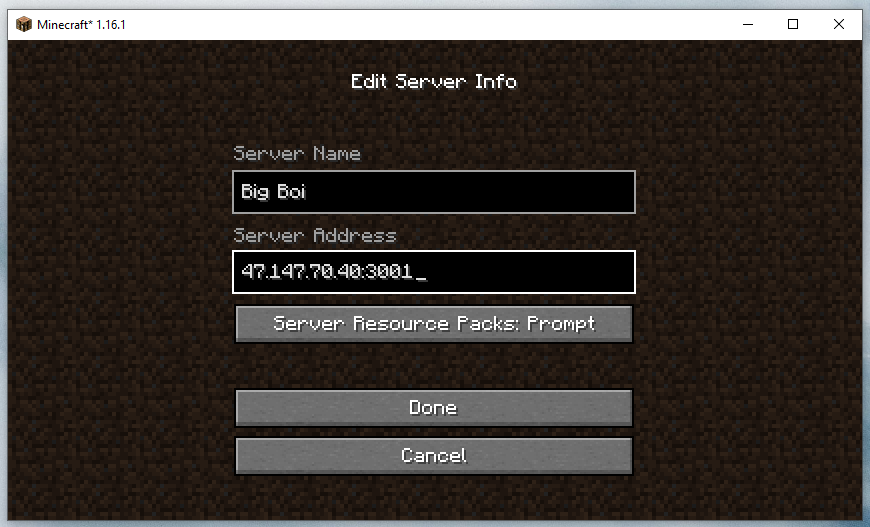 Minecraft* 1.16.1
Edit Server Info
Server Name
Big Boi
Server Address
47.147.70.40:3001_
Server Resource Packs: Prompt
Done
Cancel